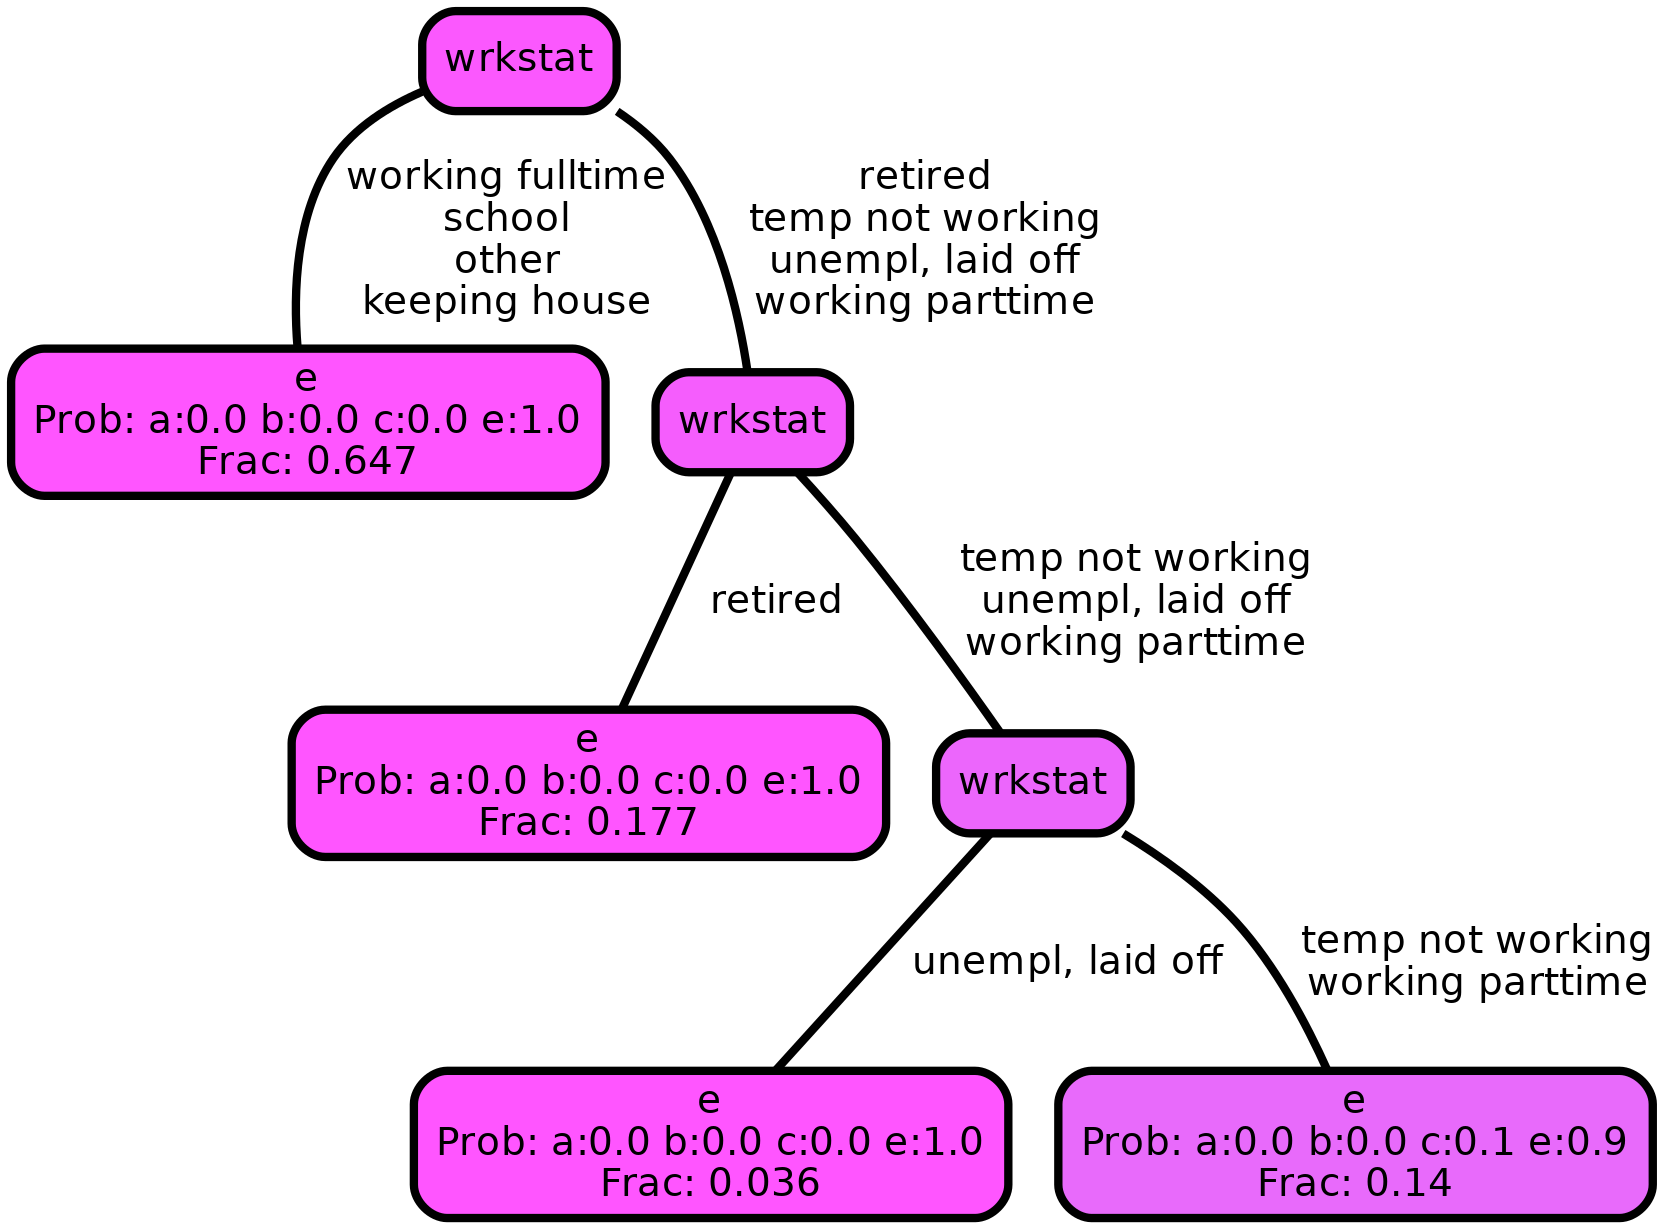 wrkstat
working fulltime
school
other
keeping house
retired
temp not working
unempl, laid off
working parttime
e
Prob: a:0.0 b:0.0 c:0.0 e:1.0
Frac: 0.647
wrkstat
retired
temp not working
unempl, laid off
working parttime
e
Prob: a:0.0 b:0.0 c:0.0 e:1.0
Frac: 0.177
wrkstat
unempl, laid off
temp not working
working parttime
e
Prob: a:0.0 b:0.0 c:0.0 e:1.0
Frac: 0.036
e
Prob: a:0.0 b:0.0 c:0.1 e:0.9
Frac: 0.14